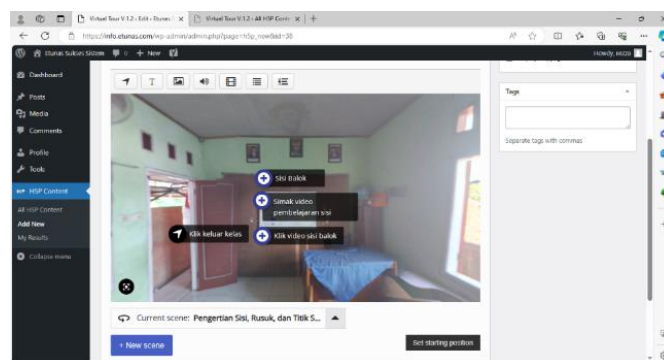 Virtual Tour V 1.2 - Edit - Etunas
Virtual Tour V 1.2 - All H5P Conte
https://info.etunas.com/wp-admin/admin.php?page=h5p_new&id=38
Etunas Sukses Sistem
0
+ New
Howdy,
Dashboard
Posts
Media
Comments
Profile
Tools
H5P Content
All H5P Content
Add New
My Results
Collapse menu
T
Sisi Balok
Simak video
pembelajaran sisi
Klik keluar kelas
Klik video sisi balok
Current scene: Pengertian Sisi, Rusuk, dan Titik S...
+ New scene
Set starting position
Tags
Separate tags with commas